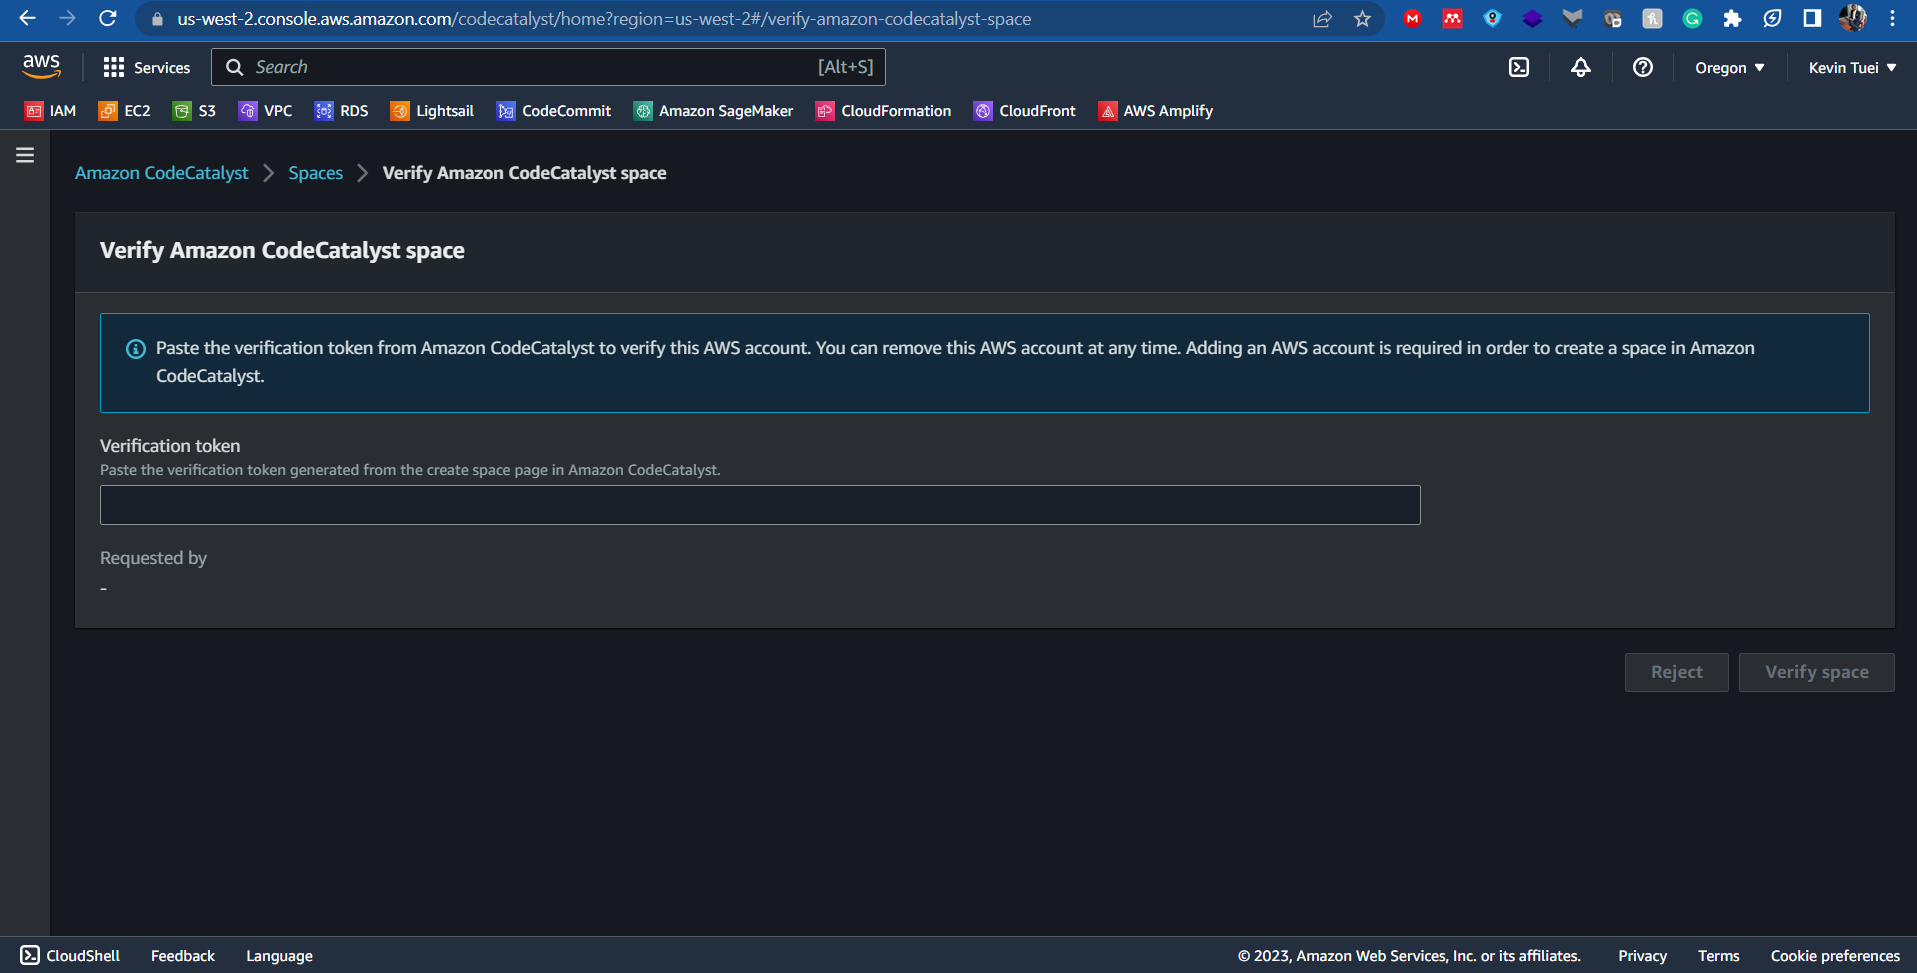 us-west-2.console.aws.amazon.com/codecatalyst/home?region=us-west-2#/verify-amazon-codecatalyst-space
aws Services Search [Alt+S] Oregon Kevin Tuei
IAM EC2 S3 VPC RDS Lightsail CodeCommit Amazon SageMaker CloudFormation CloudFront AWS Amplify
Amazon CodeCatalyst Spaces Verify Amazon CodeCatalyst space
Verify Amazon CodeCatalyst space
Paste the verification token from Amazon CodeCatalyst to verify this AWS account. You can remove this AWS account at any time. Adding an AWS account is required in order to create a space in Amazon
CodeCatalyst.
Verification token
Paste the verification token generated from the create space page in Amazon CodeCatalyst.
Requested by
-
Reject Verify space
CloudShell Feedback Language © 2023, Amazon Web Services, Inc. or its affiliates. Privacy Terms Cookie preferences